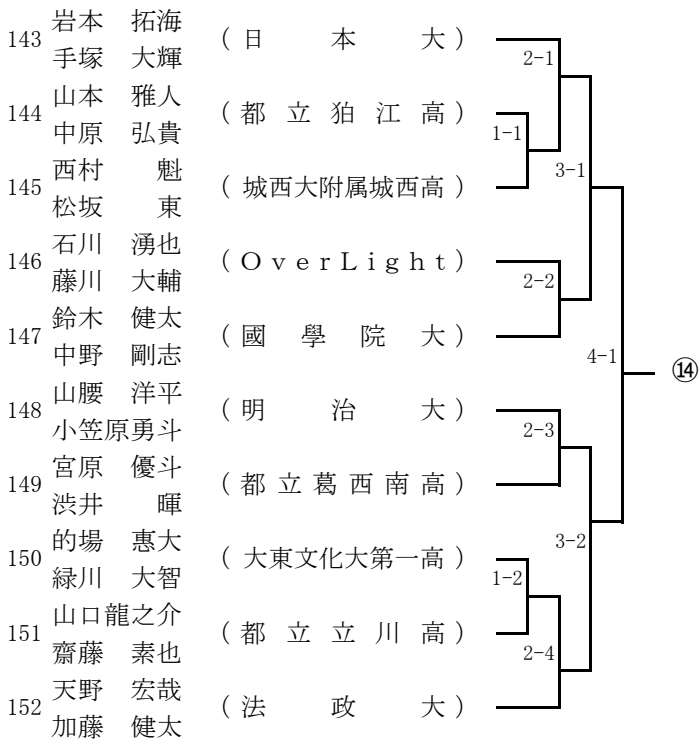 岩本　拓海
143 (日本大)
手塚　大輝
2-1
山本　雅人
144 (都立狛江高)
中原　弘貴
1-1
西村　魁
3-1
145 (城西大附属城西高)
松坂　東
石川　湧也
146 (ＯｖｅｒＬｉｇｈｔ)
藤川　大輔
2-2
鈴木　健太
147 (國學院大)
中野　剛志
4-1
⑭
山腰　洋平
148 (明治大)
小笠原勇斗
2-3
宮原　優斗
149 (都立葛西南高)
渋井　暉
3-2
的場　惠大
150 (大東文化大第一高)
緑川　大智
1-2
山口龍之介
151 (都立立川高)
齋藤　素也
2-4
天野　宏哉
152 (法政大)
加藤　健太